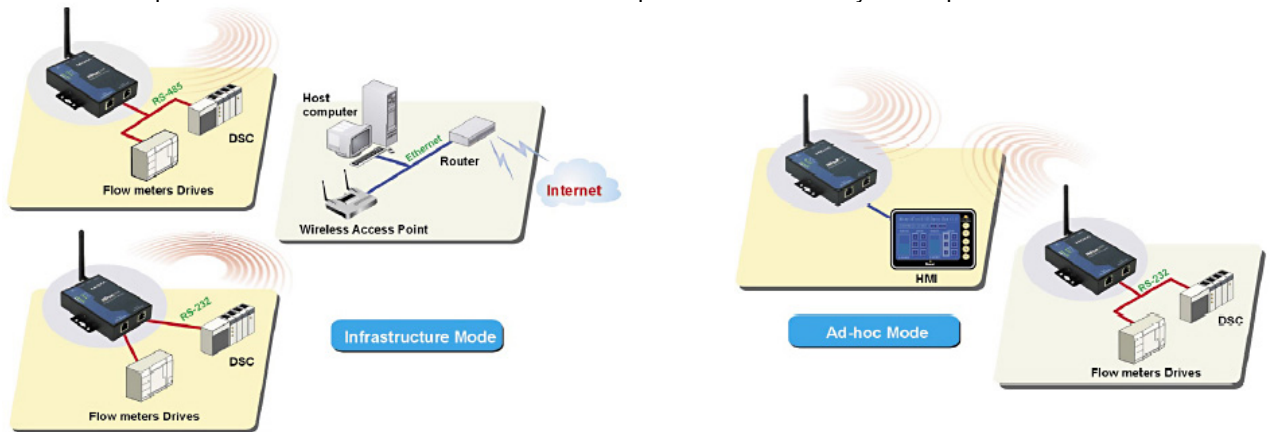 RS-485
DSC
Flow meters Drives
Host
computer
Ethernet
Router
Internet
Wireless Access Point
RS-232
DSC
Flow meters Drives
Infrastructure Mode
HMI
Ad-hoc Mode
RS-232
DSC
Flow meters Drives